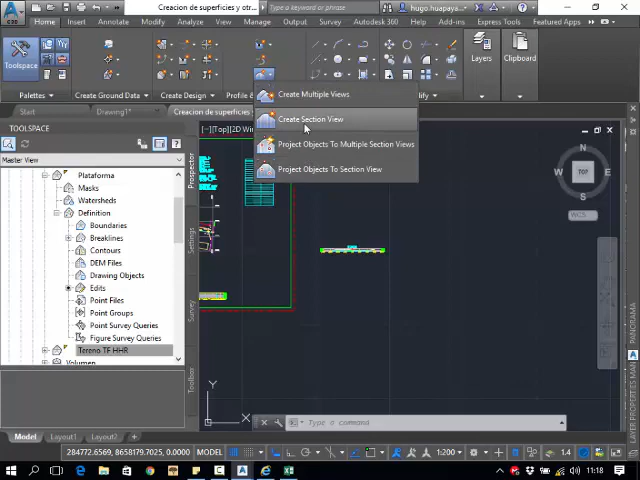 Creacion de superficies y otr...
Type a keyword or phrase
hugo.huapaya...
Home
Insert
Annotate
Modify
Analyze
View
Manage
Output
Survey
Autodesk 360
Help
Add-ins
Express Tools
Featured Apps
Toolspace
Layers
Clipboard
Palettes
Create Ground Data
Create Design
Profile &
Create Multiple Views
Create Section View
Project Objects To Multiple Section Views
Project Objects To Section View
Start
Drawing1*
Creacion de superficies
[−][Top][2D Wir
TOOLSPACE
Master View
Plataforma
Masks
Watersheds
Definition
Boundaries
Breaklines
Contours
DEM Files
Drawing Objects
Edits
Point Files
Point Groups
Point Survey Queries
Figure Survey Queries
Tereno TF HHR
Volumen
Prospector
Settings
Survey
Toolbox
N
W
TOP
E
S
WCS
PANORAMA
LAYER PROPERTIES MAN
Y
X
Type a command
Model
Layout1
Layout2
284772.6569, 8658179.7025, 0.0000
MODEL
1:200
1.4
11:18